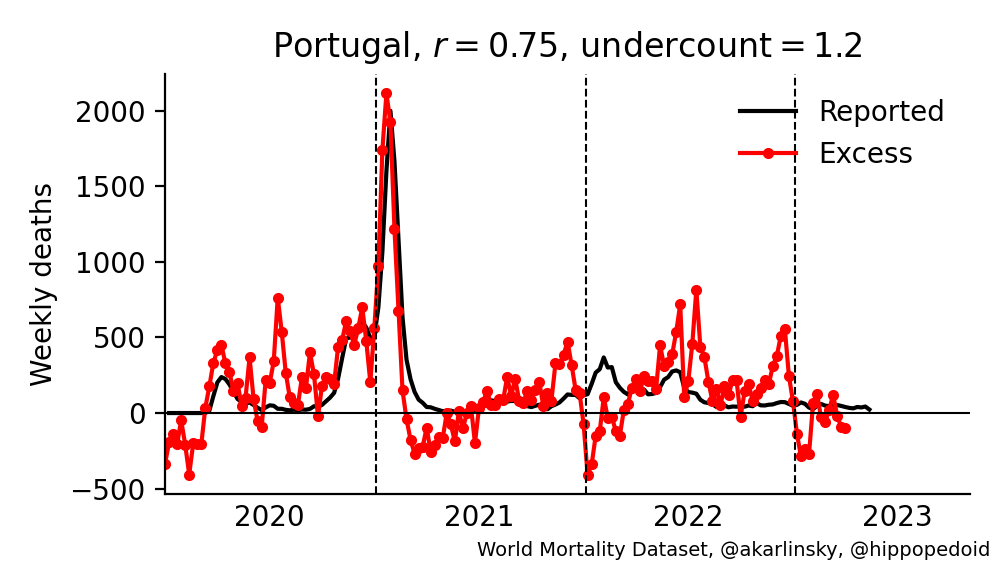 Portugal, r = 0.75, undercount = 1.2
Reported
Excess
Weekly deaths
2000
1500
1000
500
0
−500
2020 2021 2022 2023
World Mortality Dataset, @akarlinsky, @hippopedoid